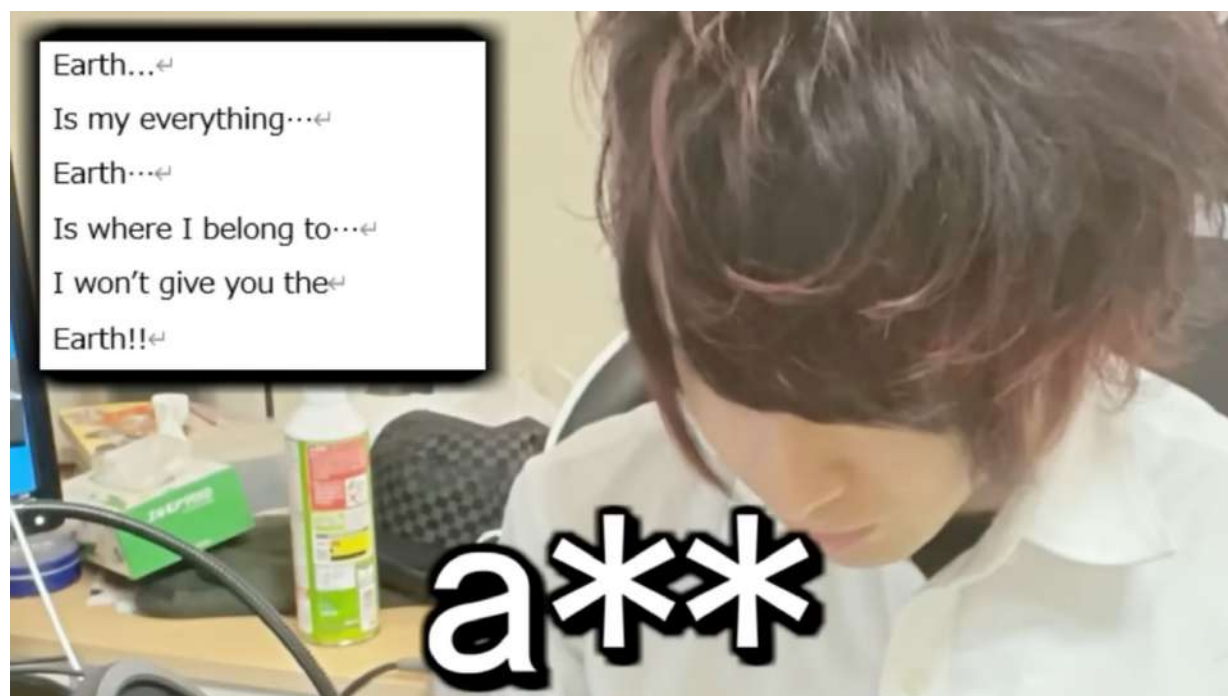 Earth...↵
Is my everything…↵
Earth…↵
Is where I belong to…↵
I won't give you the↵
Earth!!↵
a**